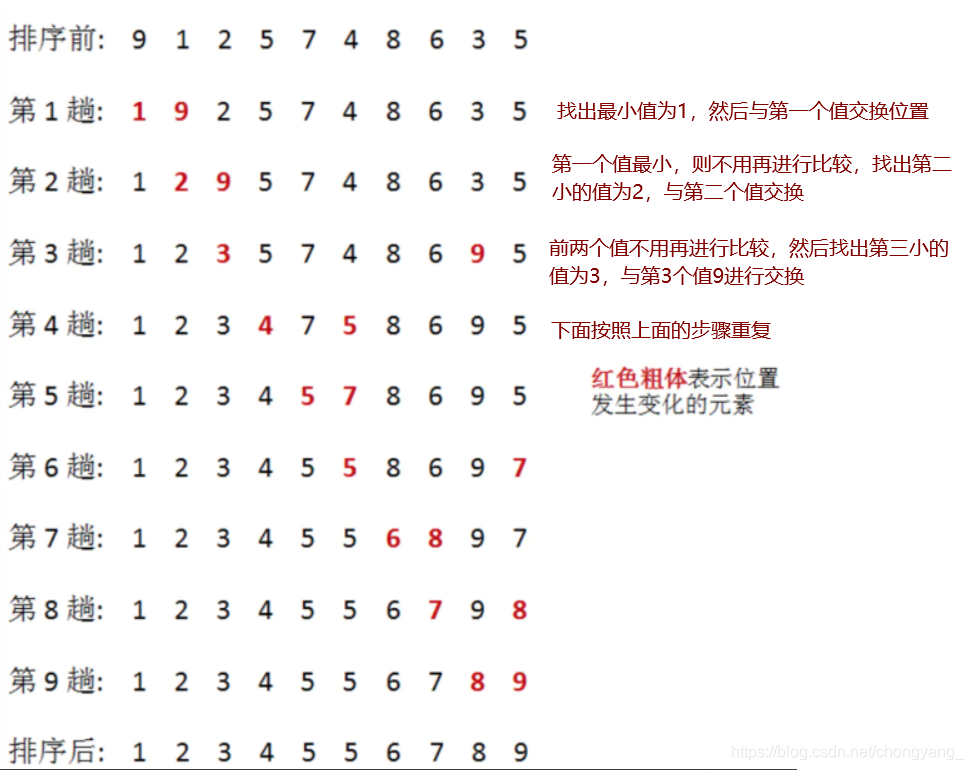 排序前: 9 1 2 5 7 4 8 6 3 5
第 1 趟: 1 9 2 5 7 4 8 6 3 5 找出最小值为1，然后与第一个值交换位置
第 2 趟: 1 2 9 5 7 4 8 6 3 5
第一个值最小，则不用再进行比较，找出第二
小的值为2，与第二个值交换
第 3 趟: 1 2 3 5 7 4 8 6 9 5
前两个值不用再进行比较，然后找出第三小的
值为3，与第3个值9进行交换
第 4 趟: 1 2 3 4 7 5 8 6 9 5 下面按照上面的步骤重复
第 5 趟: 1 2 3 4 5 7 8 6 9 5
红色粗体表示位置
发生变化的元素
第 6 趟: 1 2 3 4 5 5 8 6 9 7
第 7 趟: 1 2 3 4 5 5 6 8 9 7
第 8 趟: 1 2 3 4 5 5 6 7 9 8
第 9 趟: 1 2 3 4 5 5 6 7 8 9
排序后: 1 2 3 4 5 5 6 7 8 9
https://blog.csdn.net/chongyang_